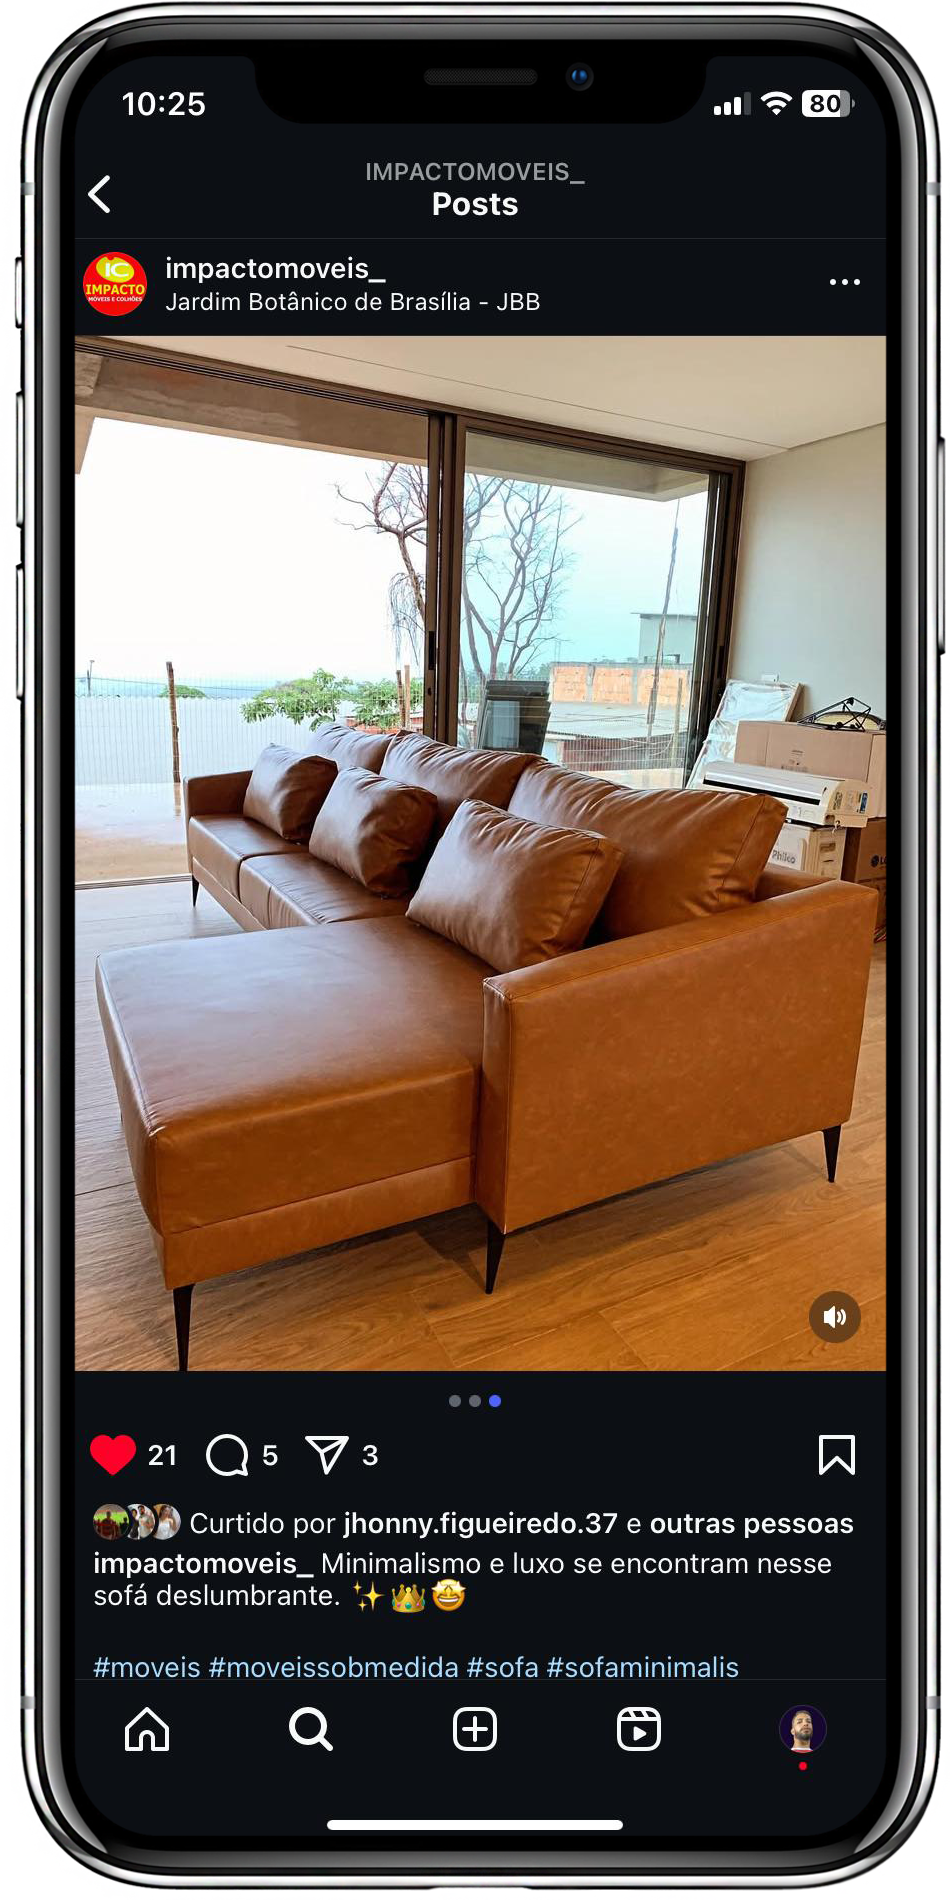 10:25
80
IMPACTOMOVEIS_
Posts
IC
IMPACTO
MÓVEIS E COLHÕES
impactomoveis_
Jardim Botânico de Brasília - JBB
Philco
21
5
3
Curtido por jhonny.figueiredo.37 e outras pessoas
impactomoveis_ Minimalismo e luxo se encontram nesse
sofá deslumbrante. ✨👑🤩
#moveis #moveissobmedida #sofa #sofaminimalis